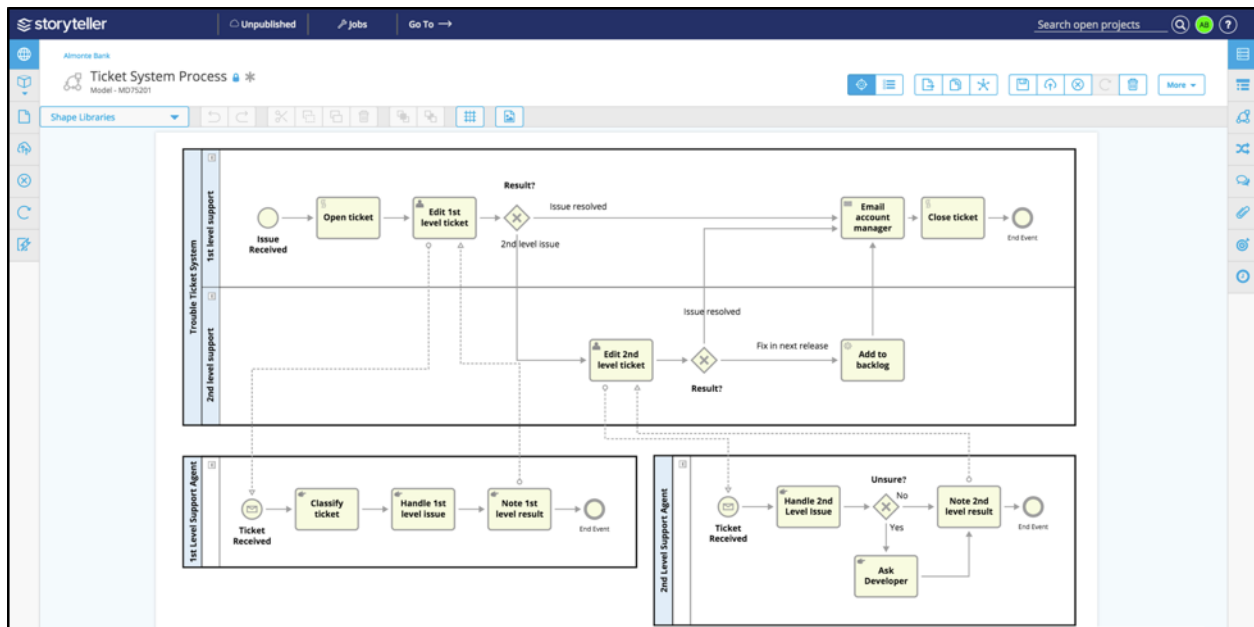 storyteller
Unpublished
Jobs
Go To
Search open projects
AB
?
Almonte Bank
Ticket System Process
Model - MD75201
More
Shape Libraries
Trouble Ticket System
1st level support
Issue
Received
Open ticket
Edit 1st
level ticket
Result?
Issue resolved
2nd level issue
Email
account
manager
Close ticket
End Event
2nd level support
Edit 2nd
level ticket
Issue resolved
Result?
Fix in next release
Add to
backlog
1st Level Support Agent
Ticket
Received
Classify
ticket
Handle 1st
level issue
Note 1st
level result
End Event
2nd Level Support Agent
Ticket
Received
Handle 2nd
Level Issue
Unsure?
No
Yes
Note 2nd
level result
End Event
Ask
Developer